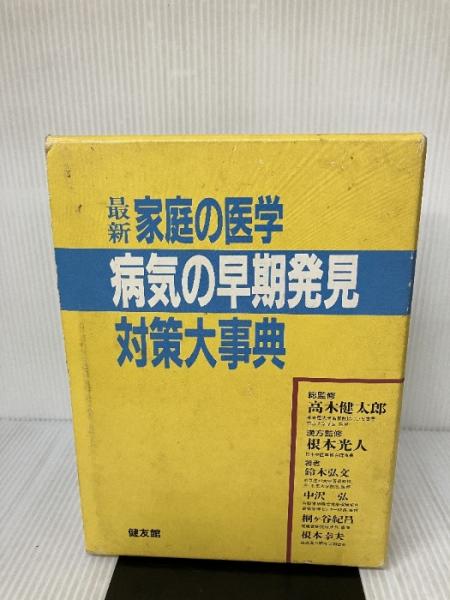 最新
家庭の医学
病気の早期発見
対策大事典
総監修
高木健太郎
漢方監修
根本光人
著者
鈴木弘文
中沢 弘
桐ヶ谷紀昌
根本幸夫
健友館